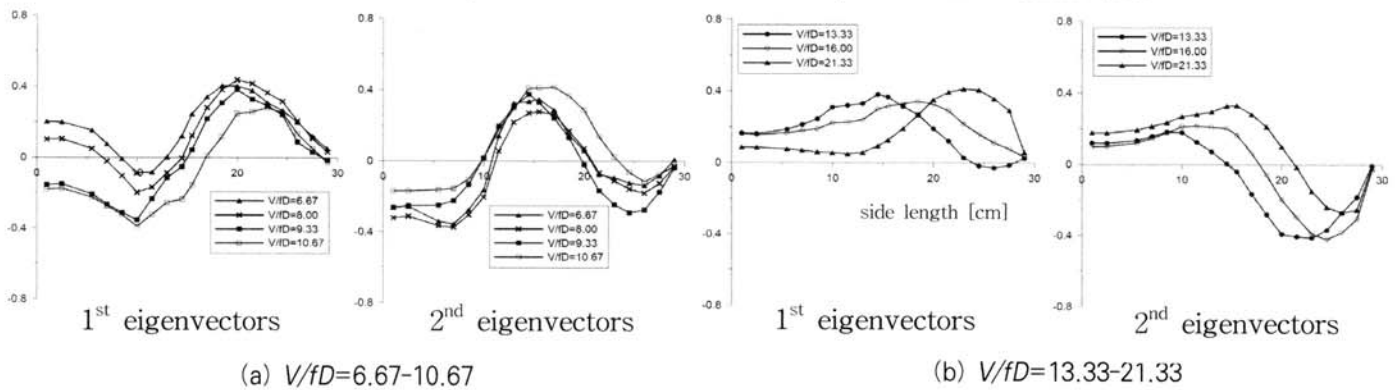 0.8
0.4
0
-0.4
-0.8
10
20
30
V/fD=6.67
V/fD=8.00
V/fD=9.33
V/fD=10.67
1st eigenvectors
0.8
0.4
0
-0.4
-0.8
10
20
30
V/fD=6.67
V/fD=8.00
V/fD=9.33
V/fD=10.67
2nd eigenvectors
(a) V/fD=6.67-10.67
0.8
0.4
0
-0.4
-0.8
V/fD=13.33
V/fD=16.00
V/fD=21.33
10
20
30
side length [cm]
1st eigenvectors
0.8
0.4
0
-0.4
-0.8
V/fD=13.33
V/fD=16.00
V/fD=21.33
10
20
30
2nd eigenvectors
(b) V/fD=13.33-21.33